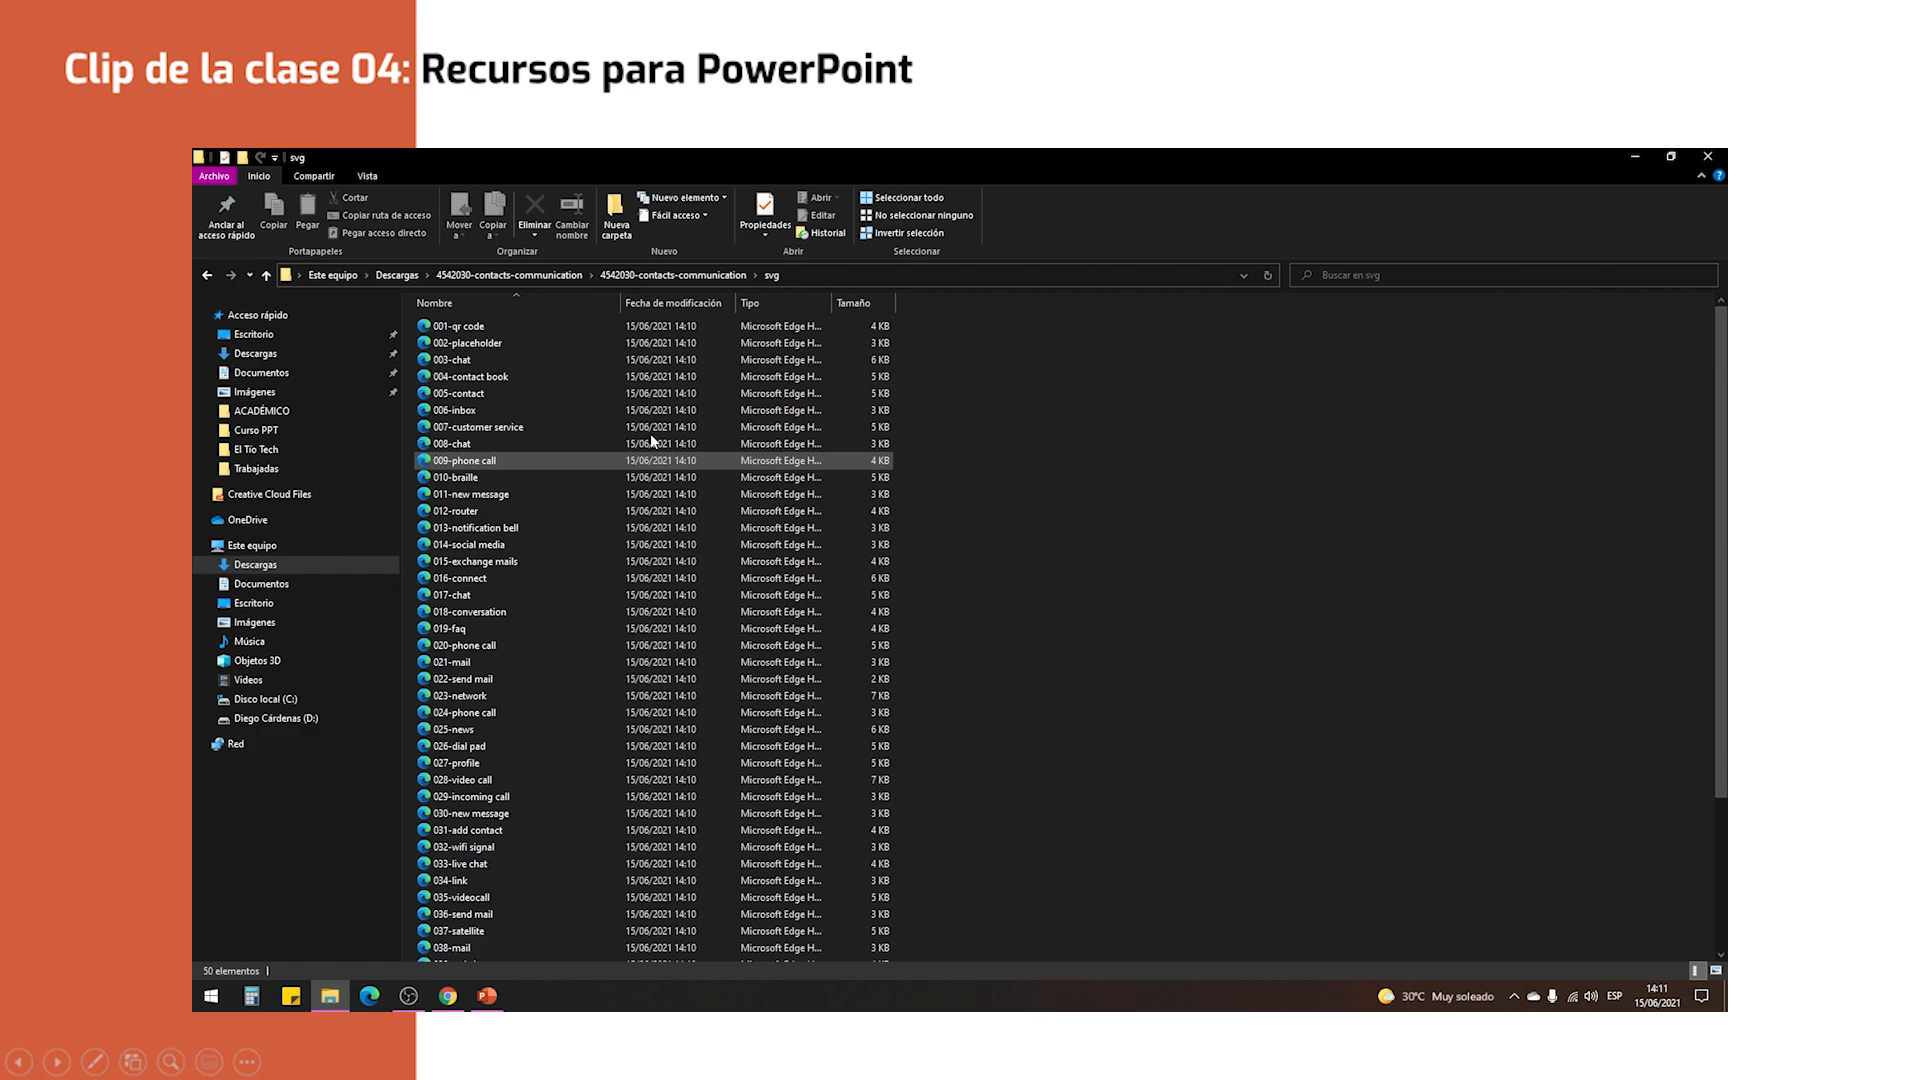 Clip de la clase 04: Recursos para PowerPoint
svg
Archivo Inicio Compartir Vista
Anclar al acceso rápido
Copiar
Pegar
Cortar
Copiar ruta de acceso
Pegar acceso directo
Portapapeles
Mover a
Copiar a
Eliminar
Cambiar nombre
Organizar
Nueva carpeta
Nuevo elemento
Fácil acceso
Nuevo
Propiedades
Abrir
Editar
Historial
Abrir
Seleccionar todo
No seleccionar ninguno
Invertir selección
Seleccionar
Este equipo > Descargas > 4542030-contacts-communication > 4542030-contacts-communication > svg
Buscar en svg
Acceso rápido
Escritorio
Descargas
Documentos
Imágenes
ACADÉMICO
Curso PPT
El Tío Tech
Trabajadas
Creative Cloud Files
OneDrive
Este equipo
Descargas
Documentos
Escritorio
Imágenes
Música
Objetos 3D
Videos
Disco local (C:)
Diego Cárdenas (D:)
Red
Nombre Fecha de modificación Tipo Tamaño
001-qr code 15/06/2021 14:10 Microsoft Edge H... 4 KB
002-placeholder 15/06/2021 14:10 Microsoft Edge H... 3 KB
003-chat 15/06/2021 14:10 Microsoft Edge H... 6 KB
004-contact book 15/06/2021 14:10 Microsoft Edge H... 5 KB
005-contact 15/06/2021 14:10 Microsoft Edge H... 5 KB
006-inbox 15/06/2021 14:10 Microsoft Edge H... 3 KB
007-customer service 15/06/2021 14:10 Microsoft Edge H... 5 KB
008-chat 15/06/2021 14:10 Microsoft Edge H... 3 KB
009-phone call 15/06/2021 14:10 Microsoft Edge H... 4 KB
010-braille 15/06/2021 14:10 Microsoft Edge H... 5 KB
011-new message 15/06/2021 14:10 Microsoft Edge H... 3 KB
012-router 15/06/2021 14:10 Microsoft Edge H... 4 KB
013-notification bell 15/06/2021 14:10 Microsoft Edge H... 3 KB
014-social media 15/06/2021 14:10 Microsoft Edge H... 3 KB
015-exchange mails 15/06/2021 14:10 Microsoft Edge H... 4 KB
016-connect 15/06/2021 14:10 Microsoft Edge H... 6 KB
017-chat 15/06/2021 14:10 Microsoft Edge H... 5 KB
018-conversation 15/06/2021 14:10 Microsoft Edge H... 4 KB
019-faq 15/06/2021 14:10 Microsoft Edge H... 4 KB
020-phone call 15/06/2021 14:10 Microsoft Edge H... 5 KB
021-mail 15/06/2021 14:10 Microsoft Edge H... 3 KB
022-send mail 15/06/2021 14:10 Microsoft Edge H... 2 KB
023-network 15/06/2021 14:10 Microsoft Edge H... 7 KB
024-phone call 15/06/2021 14:10 Microsoft Edge H... 3 KB
025-news 15/06/2021 14:10 Microsoft Edge H... 6 KB
026-dial pad 15/06/2021 14:10 Microsoft Edge H... 5 KB
027-profile 15/06/2021 14:10 Microsoft Edge H... 5 KB
028-video call 15/06/2021 14:10 Microsoft Edge H... 7 KB
029-incoming call 15/06/2021 14:10 Microsoft Edge H... 3 KB
030-new message 15/06/2021 14:10 Microsoft Edge H... 3 KB
031-add contact 15/06/2021 14:10 Microsoft Edge H... 4 KB
032-wifi signal 15/06/2021 14:10 Microsoft Edge H... 3 KB
033-live chat 15/06/2021 14:10 Microsoft Edge H... 4 KB
034-link 15/06/2021 14:10 Microsoft Edge H... 3 KB
035-videocall 15/06/2021 14:10 Microsoft Edge H... 5 KB
036-send mail 15/06/2021 14:10 Microsoft Edge H... 3 KB
037-satellite 15/06/2021 14:10 Microsoft Edge H... 5 KB
038-mail 15/06/2021 14:10 Microsoft Edge H... 3 KB
50 elementos
30°C Muy soleado ESP 14:11
15/06/2021